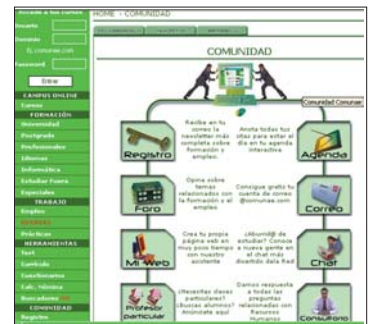 HOME > COMUNIDAD
Usuario
Dominio
Ej. comunae.com
Password
Entrar
CAMPUS ONLINE
Cursos
FORMACIÓN
Universidad
Postgrado
Profesionales
Idiomas
Informática
Estudiar Fuera
Especiales
TRABAJO
Empleo
Prácticas
HERRAMIENTAS
Test
Currículo
Cuestionarios
Calc. Nómina
Buscadores
COMUNIDAD
Registro
COMUNIDAD
Comunidad Comunae
Recibe en tu
correo la
newsletter más
completa sobre
formación y
empleo.
Registro
Anota todas tus
citas para estar al
día en tu agenda
interactiva
Agenda
Opina sobre
temas
relacionados con
la formación y el
empleo
Foro
Consigue gratis tu
cuenta de correo
@comunae.com
Correo
Crea tu propia
página web en
muy poco tiempo
con nuestro
asistente
Mi Web
¿Aburrid@ de
estudiar? Conoce
a nueva gente en
el chat más
divertido dela Red
Chat
¿Necesitas clases
particulares?
¿Buscas alumnos?
Anúnciate aquí
Profesor
particular
Damos respuesta
a todas las
preguntas
relacionadas con
Recursos
Humanos
Consultorio